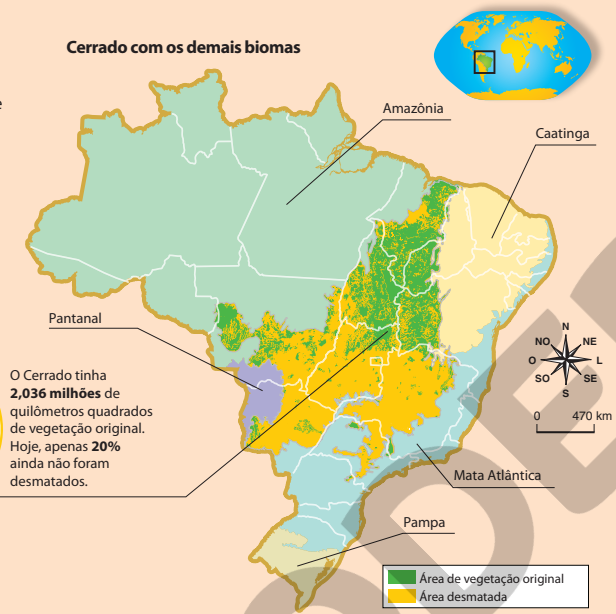 Cerrado com os demais biomas
e
Amazônia
Caatinga
Pantanal
O Cerrado tinha
2,036 milhões de
quilômetros quadrados
de vegetação original.
Hoje, apenas 20%
ainda não foram
desmatados.
N
NO NE
O L
SO SE
S
0 470 km
Mata Atlântica
Pampa
Área de vegetação original
Área desmatada